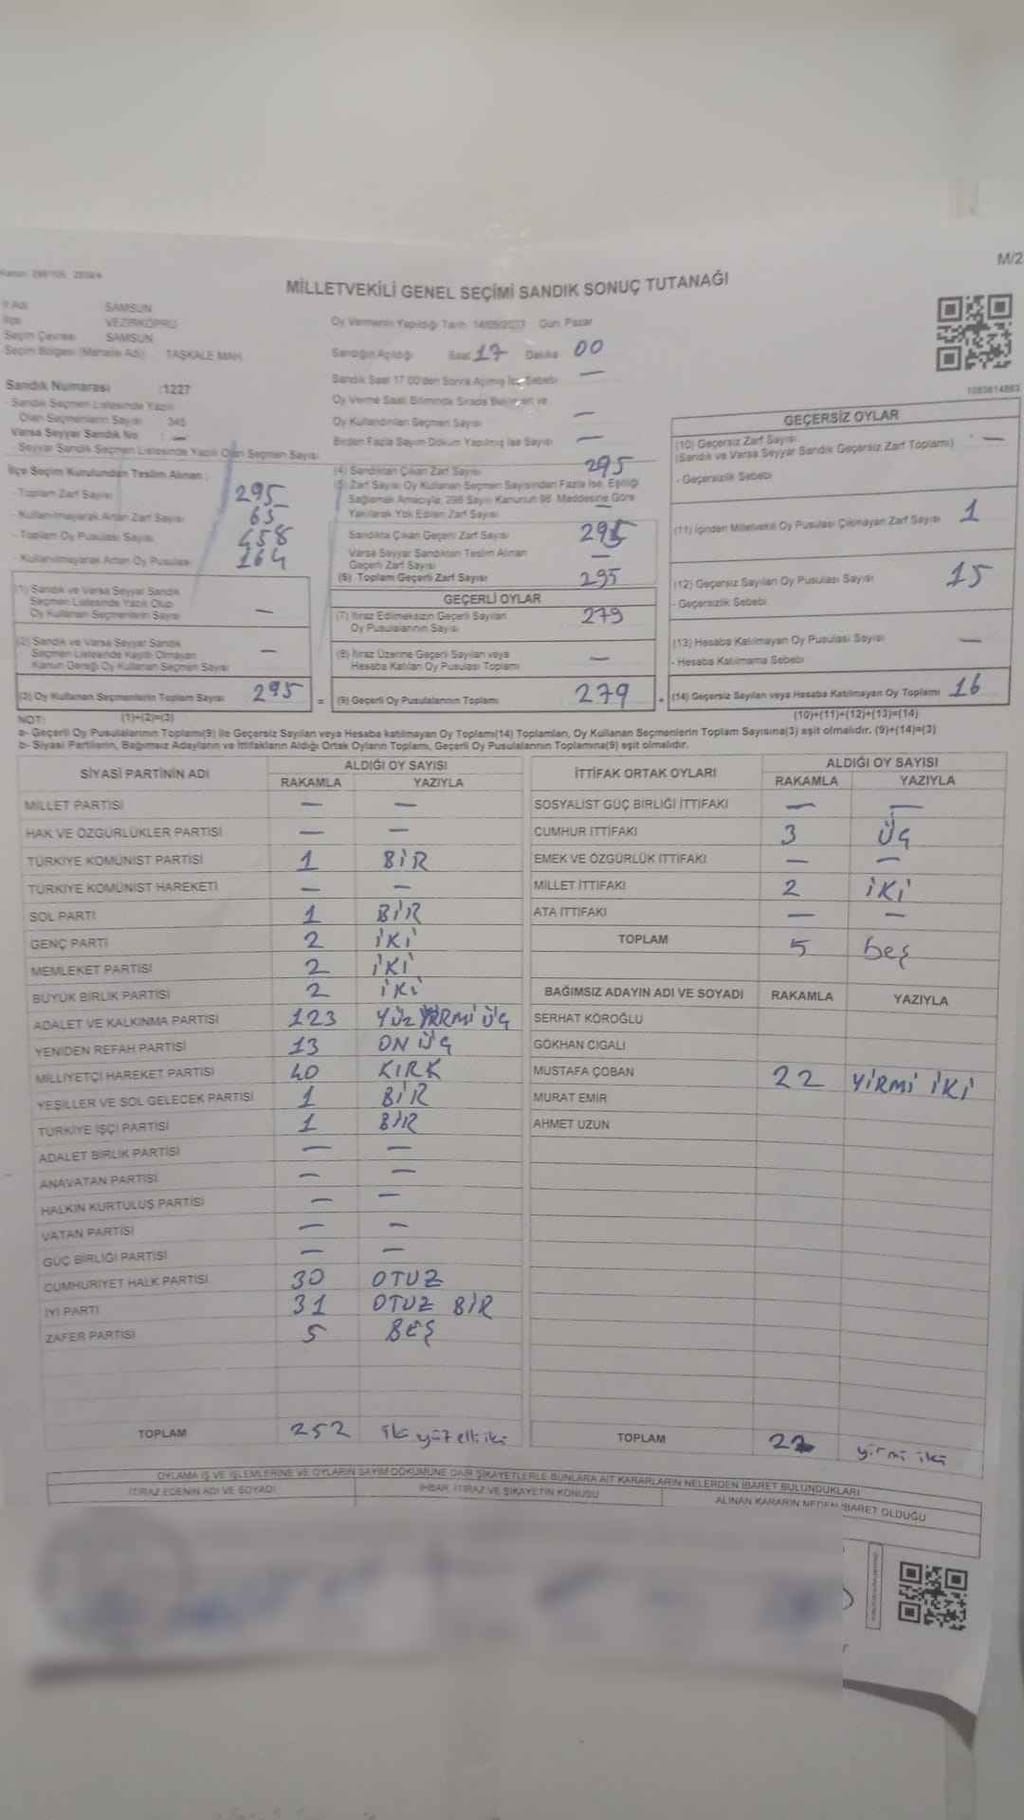 M/2
MİLLETVEKİLİ GENEL SEÇİMİ SANDIK SONUÇ TUTANAĞI
İl Adı SAMSUN
İlçe VEZİRKÖPRÜ
Seçim Çevresi SAMSUN
Seçim Bölgesi (Mahalle Adı) TAŞKALE MAH.
Oy Vermenin Yapıldığı Tarih 14/05/2023 Gün Pazar
Sandığın Açıldığı Saat 17 Dakika 00
Sandık Saat 17:00'den Sonra Açılmış İse Sebebi —
Oy Kullandırılan Seçmen Sayısı —
Birden Fazla Sayım Döküm Yapılmış İse Sayısı —
Sandık Numarası :1227
Sandık Seçmen Listesinde Yazılı
Olan Seçmenlerin Sayısı 345
Varsa Seyyar Sandık No : —
Seyyar Sandık Seçmen Listesinde Yazılı Olan Seçmen Sayısı
İlçe Seçim Kurulundan Teslim Alınan :
- Toplam Zarf Sayısı 295
- Kullanılmayarak Artan Zarf Sayısı 63
- Toplam Oy Pusulası Sayısı 458
- Kullanılmayarak Artan Oy Pusulası 164
(1) Sandık ve Varsa Seyyar Sandık
Seçmen Listesinde Yazılı Olup
Oy Kullanan Seçmenlerin Sayısı —
(2) Sandık ve Varsa Seyyar Sandık
Seçmen Listesinde Kayıtlı Olmayan
Kanun Gereği Oy Kullanan Seçmen Sayısı —
(3) Oy Kullanan Seçmenlerin Toplam Sayısı 295 =
(4) Sandıktan Çıkan Zarf Sayısı 295
(5) Zarf Sayısı Oy Kullanan Seçmen Sayısından Fazla İse, Eşitliği
Sağlamak Amacıyla, 298 Sayılı Kanunun 98. Maddesine Göre
Yakılarak Yok Edilen Zarf Sayısı
Sandıkta Çıkan Geçerli Zarf Sayısı 295
Varsa Seyyar Sandıktan Teslim Alınan
Geçerli Zarf Sayısı —
(6) Toplam Geçerli Zarf Sayısı 295
GEÇERLİ OYLAR
(7) İtiraz Edilmeksizin Geçerli Sayılan
Oy Pusulalarının Sayısı 279
(8) İtiraz Üzerine Geçerli Sayılan veya
Hesaba Katılan Oy Pusulası Toplamı —
(9) Geçerli Oy Pusulalarının Toplamı 279
GEÇERSİZ OYLAR
(10) Geçersiz Zarf Sayısı —
(Sandık ve Varsa Seyyar Sandık Geçersiz Zarf Toplamı)
- Geçersizlik Sebebi
(11) İçinden Milletvekili Oy Pusulası Çıkmayan Zarf Sayısı 1
(12) Geçersiz Sayılan Oy Pusulası Sayısı 15
- Geçersizlik Sebebi
(13) Hesaba Katılmayan Oy Pusulası Sayısı —
- Hesaba Katılmama Sebebi
(14) Geçersiz Sayılan veya Hesaba Katılmayan Oy Toplamı 16
NOT: (1)+(2)=(3) (10)+(11)+(12)+(13)=(14)
a- Geçerli Oy Pusulalarının Toplamı(9) ile Geçersiz Sayılan veya Hesaba katılmayan Oy Toplamı(14) Toplamları, Oy Kullanan Seçmenlerin Toplam Sayısına(3) eşit olmalıdır. (9)+(14)=(3)
b- Siyasi Partilerin, Bağımsız Adayların ve İttifakların Aldığı Ortak Oyların Toplamı, Geçerli Oy Pusulalarının Toplamına(9) eşit olmalıdır.
SİYASİ PARTİNİN ADI ALDIĞI OY SAYISI
RAKAMLA YAZIYLA
MİLLET PARTİSİ — —
HAK VE ÖZGÜRLÜKLER PARTİSİ — —
TÜRKİYE KOMÜNİST PARTİSİ 1 BİR
TÜRKİYE KOMÜNİST HAREKETİ — —
SOL PARTİ 1 BİR
GENÇ PARTİ 2 İKİ
MEMLEKET PARTİSİ 2 İKİ
BÜYÜK BİRLİK PARTİSİ 2 İKİ
ADALET VE KALKINMA PARTİSİ 123 YÜZ YİRMİ ÜÇ
YENİDEN REFAH PARTİSİ 13 ON ÜÇ
MİLLİYETÇİ HAREKET PARTİSİ 40 KIRK
YEŞİLLER VE SOL GELECEK PARTİSİ 1 BİR
TÜRKİYE İŞÇİ PARTİSİ 1 BİR
ADALET BİRLİK PARTİSİ — —
ANAVATAN PARTİSİ — —
HALKIN KURTULUŞ PARTİSİ — —
VATAN PARTİSİ — —
GÜÇ BİRLİĞİ PARTİSİ — —
CUMHURİYET HALK PARTİSİ 30 OTUZ
İYİ PARTİ 31 OTUZ BİR
ZAFER PARTİSİ 5 BEŞ
TOPLAM 252 iki yüz elli iki
İTTİFAK ORTAK OYLARI ALDIĞI OY SAYISI
RAKAMLA YAZIYLA
SOSYALİST GÜÇ BİRLİĞİ İTTİFAKI — —
CUMHUR İTTİFAKI 3 ÜÇ
EMEK VE ÖZGÜRLÜK İTTİFAKI — —
MİLLET İTTİFAKI 2 İKİ
ATA İTTİFAKI — —
TOPLAM 5 beş
BAĞIMSIZ ADAYIN ADI VE SOYADI RAKAMLA YAZIYLA
SERHAT KÖROĞLU
GÖKHAN CIGALI
MUSTAFA ÇOBAN 22 YİRMİ İKİ
MURAT EMİR
AHMET UZUN
TOPLAM 22 yirmi iki
OYLAMA İŞ VE İŞLEMLERİNE VE OYLARIN SAYIM DÖKÜMÜNE DAİR ŞİKAYETLERLE BUNLARA AİT KARARLARIN NELERDEN İBARET BULUNDUKLARI
İTİRAZ EDENİN ADI VE SOYADI İHBAR, İTİRAZ VE ŞİKAYETİN KONUSU ALINAN KARARIN NEDEN İBARET OLDUĞU